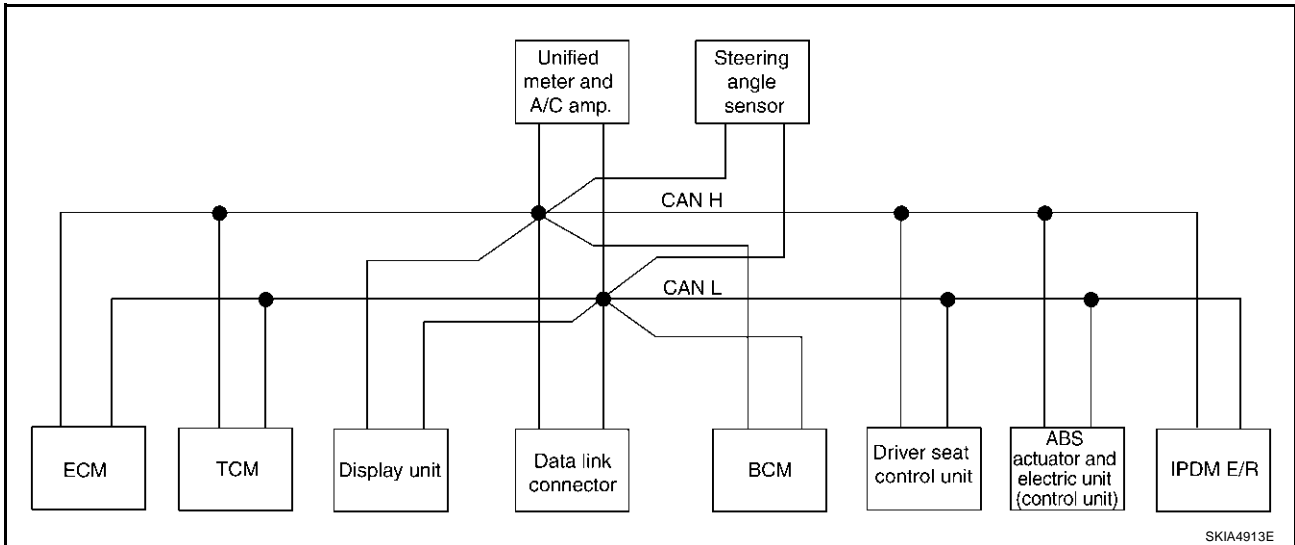 Unified
meter and
A/C amp.
Steering
angle
sensor
CAN H
CAN L
ECM
TCM
Display unit
Data link
connector
BCM
Driver seat
control unit
ABS
actuator and
electric unit
(control unit)
IPDM E/R
SKIA4913E